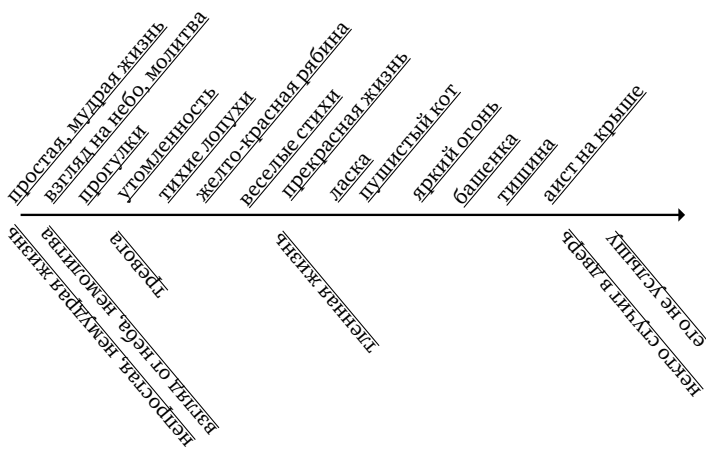 простая, мудрая жизнь
взгляд на небо, молитва
прогулки
утомленность
тихие лопухи
желто-красная рябина
веселые стихи
прекрасная жизнь
ласка
пушистый кот
яркий огонь
башенка
тишина
аист на крыше
непростая, немудрая жизнь
взгляд от неба, немолитва
тревога
тленная жизнь
некто стучит в дверь
его не услышу